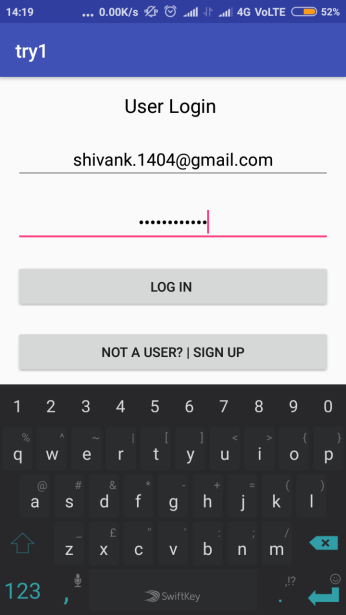 14:19 ... 0.00K/s 4G VoLTE 52%
try1
User Login
shivank.1404@gmail.com
••••••••••••
LOG IN
NOT A USER? | SIGN UP
1 2 3 4 5 6 7 8 9 0
% ^ ~ | [ ] < > { }
q w e r t y u i o p
@ # & * - + = ( )
a s d f g h j k l
_ £ " ' : ; /
z x c v b n m
,!?
123 , SwiftKey .